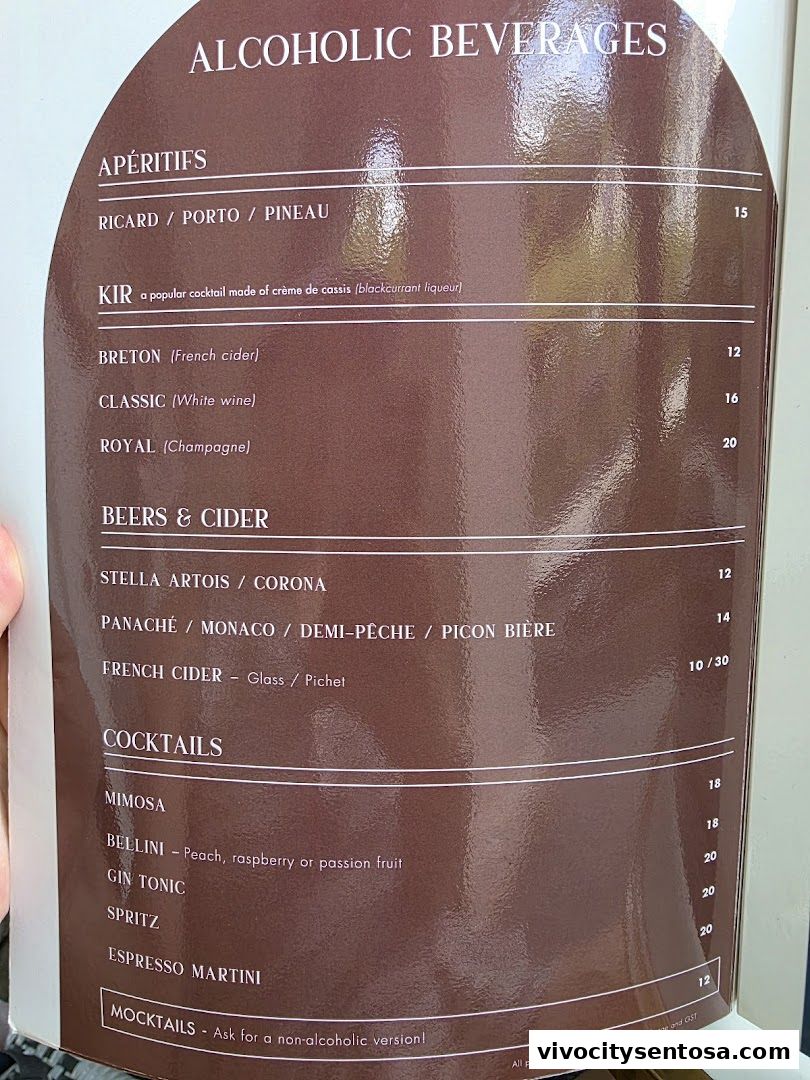 ALCOHOLIC BEVERAGES
APÉRITIFS
RICARD / PORTO / PINEAU 15
KIR a popular cocktail made of crème de cassis (blackcurrant liqueur)
BRETON (French cider) 12
CLASSIC (White wine) 16
ROYAL (Champagne) 20
BEERS & CIDER
STELLA ARTOIS / CORONA 12
PANACHÉ / MONACO / DEMI-PÊCHE / PICON BIÈRE 14
FRENCH CIDER – Glass / Pichet 10 / 30
COCKTAILS
MIMOSA 18
BELLINI – Peach, raspberry or passion fruit 18
GIN TONIC 20
SPRITZ 20
ESPRESSO MARTINI 20
MOCKTAILS - Ask for a non-alcoholic version! 12
All and GST
vivocitysentosa.com